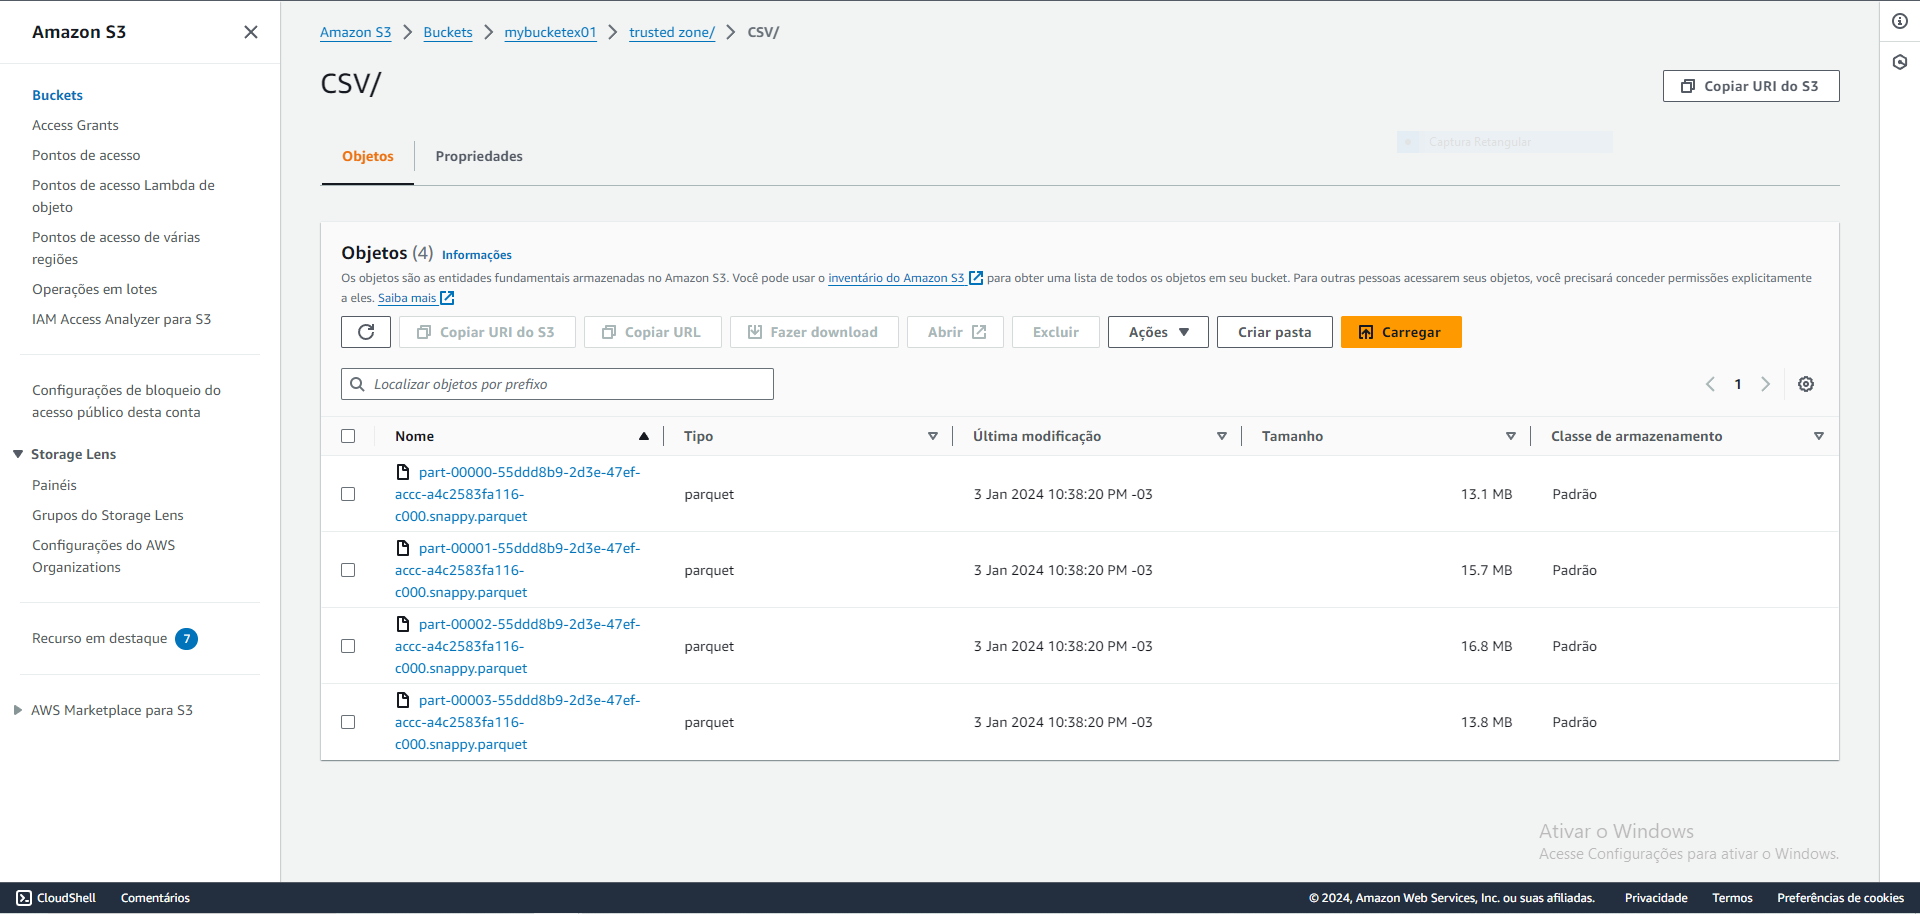 Amazon S3
Buckets
Access Grants
Pontos de acesso
Pontos de acesso Lambda de
objeto
Pontos de acesso de várias
regiões
Operações em lotes
IAM Access Analyzer para S3
Configurações de bloqueio do
acesso público desta conta
Storage Lens
Painéis
Grupos do Storage Lens
Configurações do AWS
Organizations
Recurso em destaque 7
AWS Marketplace para S3
Amazon S3 > Buckets > mybucketex01 > trusted zone/ > CSV/
CSV/
Copiar URI do S3
Captura Retangular
Objetos Propriedades
Objetos (4) Informações
Os objetos são as entidades fundamentais armazenadas no Amazon S3. Você pode usar o inventário do Amazon S3 para obter uma lista de todos os objetos em seu bucket. Para outras pessoas acessarem seus objetos, você precisará conceder permissões explicitamente
a eles. Saiba mais
Copiar URI do S3 Copiar URL Fazer download Abrir Excluir Ações Criar pasta Carregar
Localizar objetos por prefixo
1
Nome Tipo Última modificação Tamanho Classe de armazenamento
part-00000-55ddd8b9-2d3e-47ef-
accc-a4c2583fa116-
c000.snappy.parquet
parquet 3 Jan 2024 10:38:20 PM -03 13.1 MB Padrão
part-00001-55ddd8b9-2d3e-47ef-
accc-a4c2583fa116-
c000.snappy.parquet
parquet 3 Jan 2024 10:38:20 PM -03 15.7 MB Padrão
part-00002-55ddd8b9-2d3e-47ef-
accc-a4c2583fa116-
c000.snappy.parquet
parquet 3 Jan 2024 10:38:20 PM -03 16.8 MB Padrão
part-00003-55ddd8b9-2d3e-47ef-
accc-a4c2583fa116-
c000.snappy.parquet
parquet 3 Jan 2024 10:38:20 PM -03 13.8 MB Padrão
Ativar o Windows
Acesse Configurações para ativar o Windows.
CloudShell Comentários © 2024, Amazon Web Services, Inc. ou suas afiliadas. Privacidade Termos Preferências de cookies